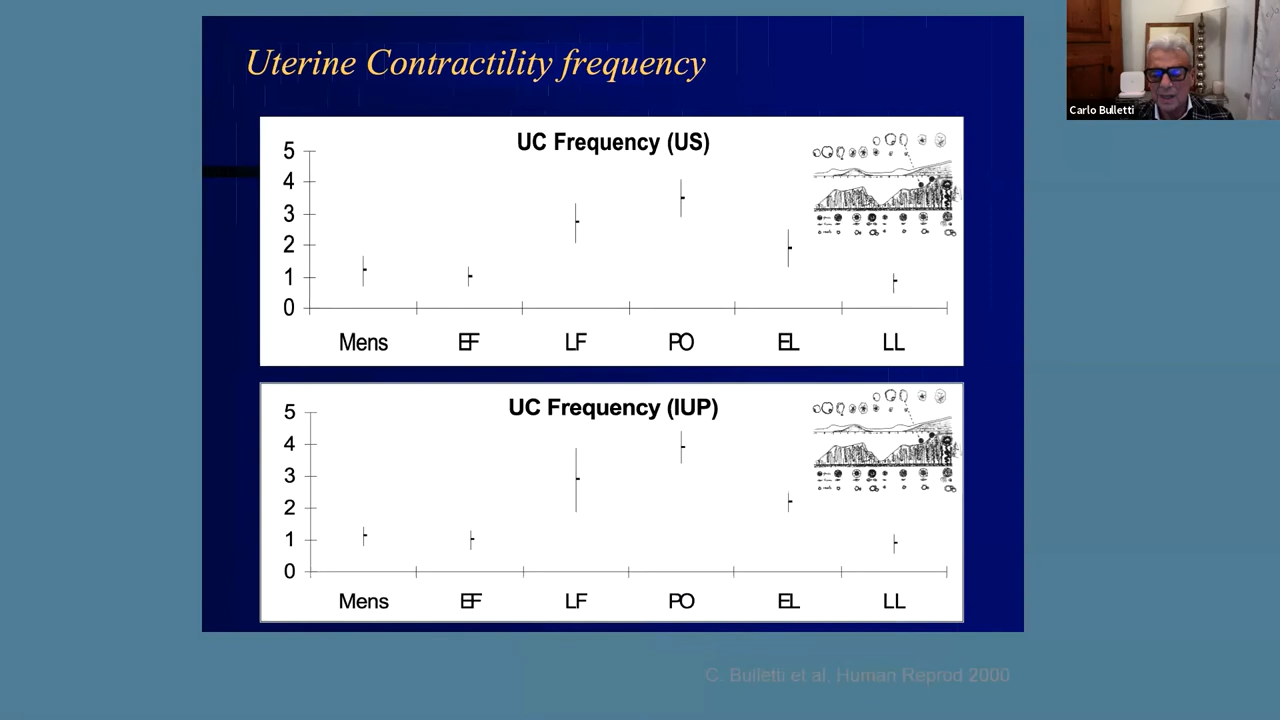 Uterine Contractility frequency
Carlo Bulletti
UC Frequency (US)
5
4
3
2
1
0
Mens EF LF PO EL LL
UC Frequency (IUP)
5
4
3
2
1
0
Mens EF LF PO EL LL
C. Bulletti et al, Human Reprod 2000